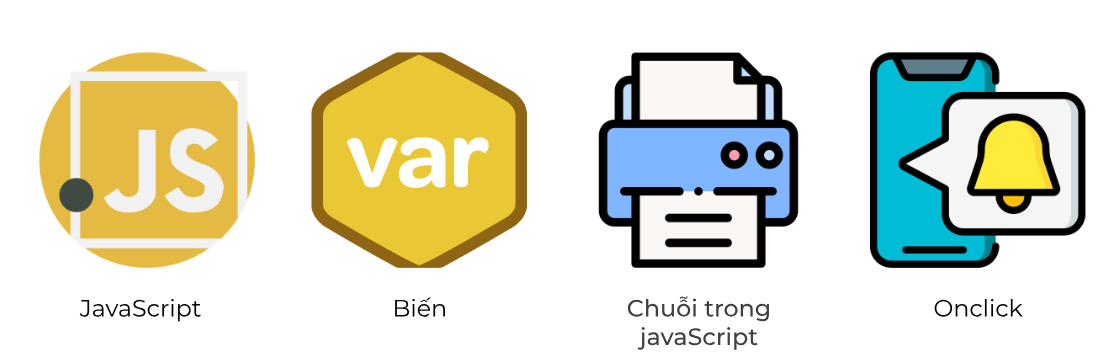 JS
var
JavaScript
Biến
Chuỗi trong
javaScript
Onclick